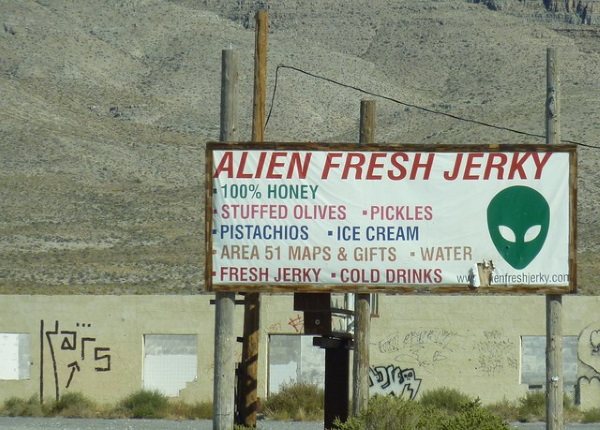 ALIEN FRESH JERKY
▪ 100% HONEY
▪ STUFFED OLIVES ▪ PICKLES
▪ PISTACHIOS ▪ ICE CREAM
AREA 51 MAPS & GIFTS ▪ WATER
▪ FRESH JERKY ▪ COLD DRINKS
lienfreshjerky.com